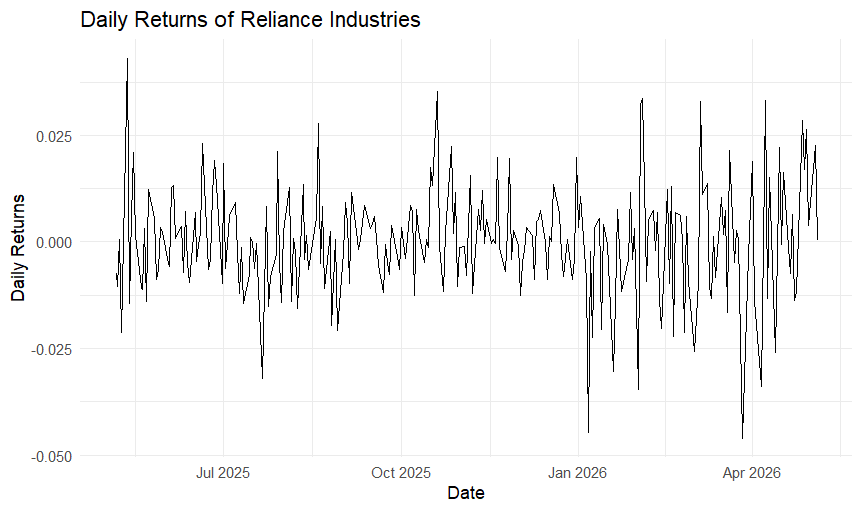 Daily Returns of Reliance Industries
Daily Returns
0.025
0.000
-0.025
-0.050
Jul 2025
Oct 2025
Jan 2026
Apr 2026
Date